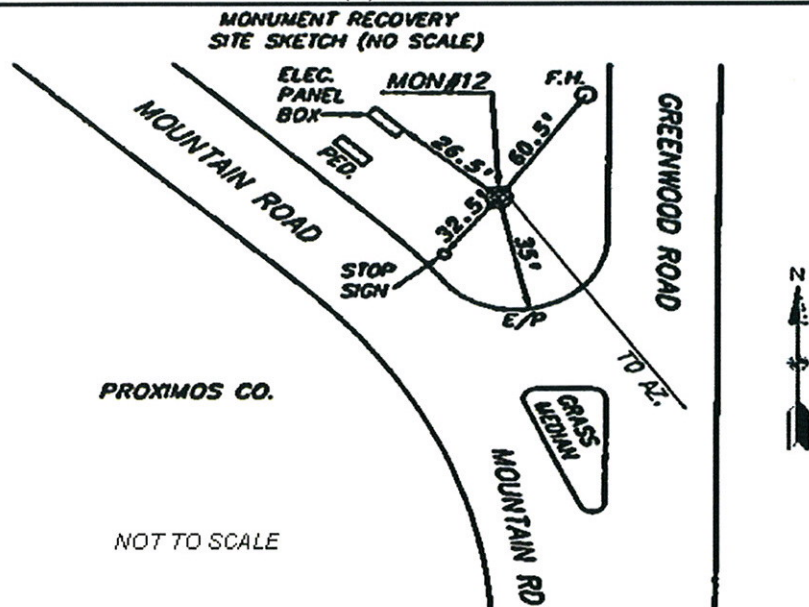 MONUMENT RECOVERY
SITE SKETCH (NO SCALE)
ELEC.
PANEL
BOX
MON#12
F.H.
PED.
26.5'
60.5'
MOUNTAIN ROAD
GREENWOOD ROAD
32.5'
35'
STOP
SIGN
E/P
N
TO AZ.
PROXIMOS CO.
GRASS
MEDIAN
MOUNTAIN RD
NOT TO SCALE